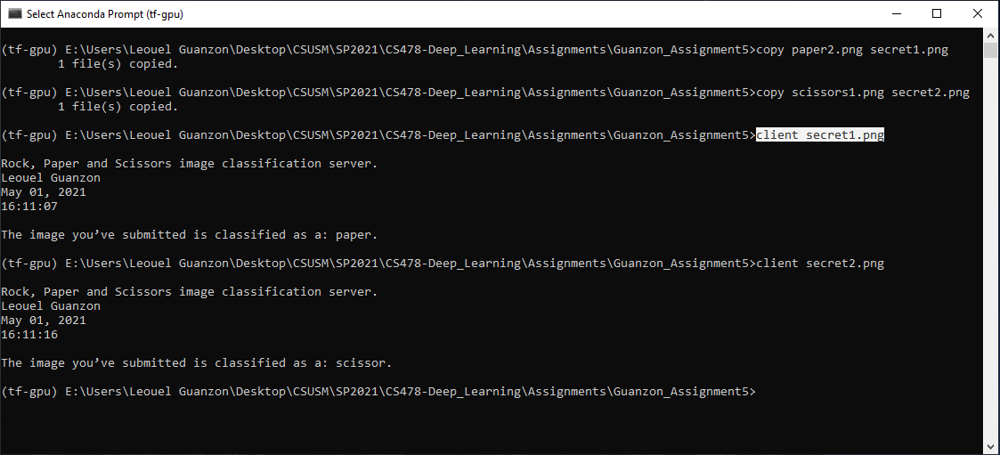 Select Anaconda Prompt (tf-gpu)
(tf-gpu) E:\Users\Leouel Guanzon\Desktop\CSUSM\SP2021\CS478-Deep_Learning\Assignments\Guanzon_Assignment5>copy paper2.png secret1.png
1 file(s) copied.
(tf-gpu) E:\Users\Leouel Guanzon\Desktop\CSUSM\SP2021\CS478-Deep_Learning\Assignments\Guanzon_Assignment5>copy scissors1.png secret2.png
1 file(s) copied.
(tf-gpu) E:\Users\Leouel Guanzon\Desktop\CSUSM\SP2021\CS478-Deep_Learning\Assignments\Guanzon_Assignment5>client secret1.png
Rock, Paper and Scissors image classification server.
Leouel Guanzon
May 01, 2021
16:11:07
The image you’ve submitted is classified as a: paper.
(tf-gpu) E:\Users\Leouel Guanzon\Desktop\CSUSM\SP2021\CS478-Deep_Learning\Assignments\Guanzon_Assignment5>client secret2.png
Rock, Paper and Scissors image classification server.
Leouel Guanzon
May 01, 2021
16:11:16
The image you’ve submitted is classified as a: scissor.
(tf-gpu) E:\Users\Leouel Guanzon\Desktop\CSUSM\SP2021\CS478-Deep_Learning\Assignments\Guanzon_Assignment5>